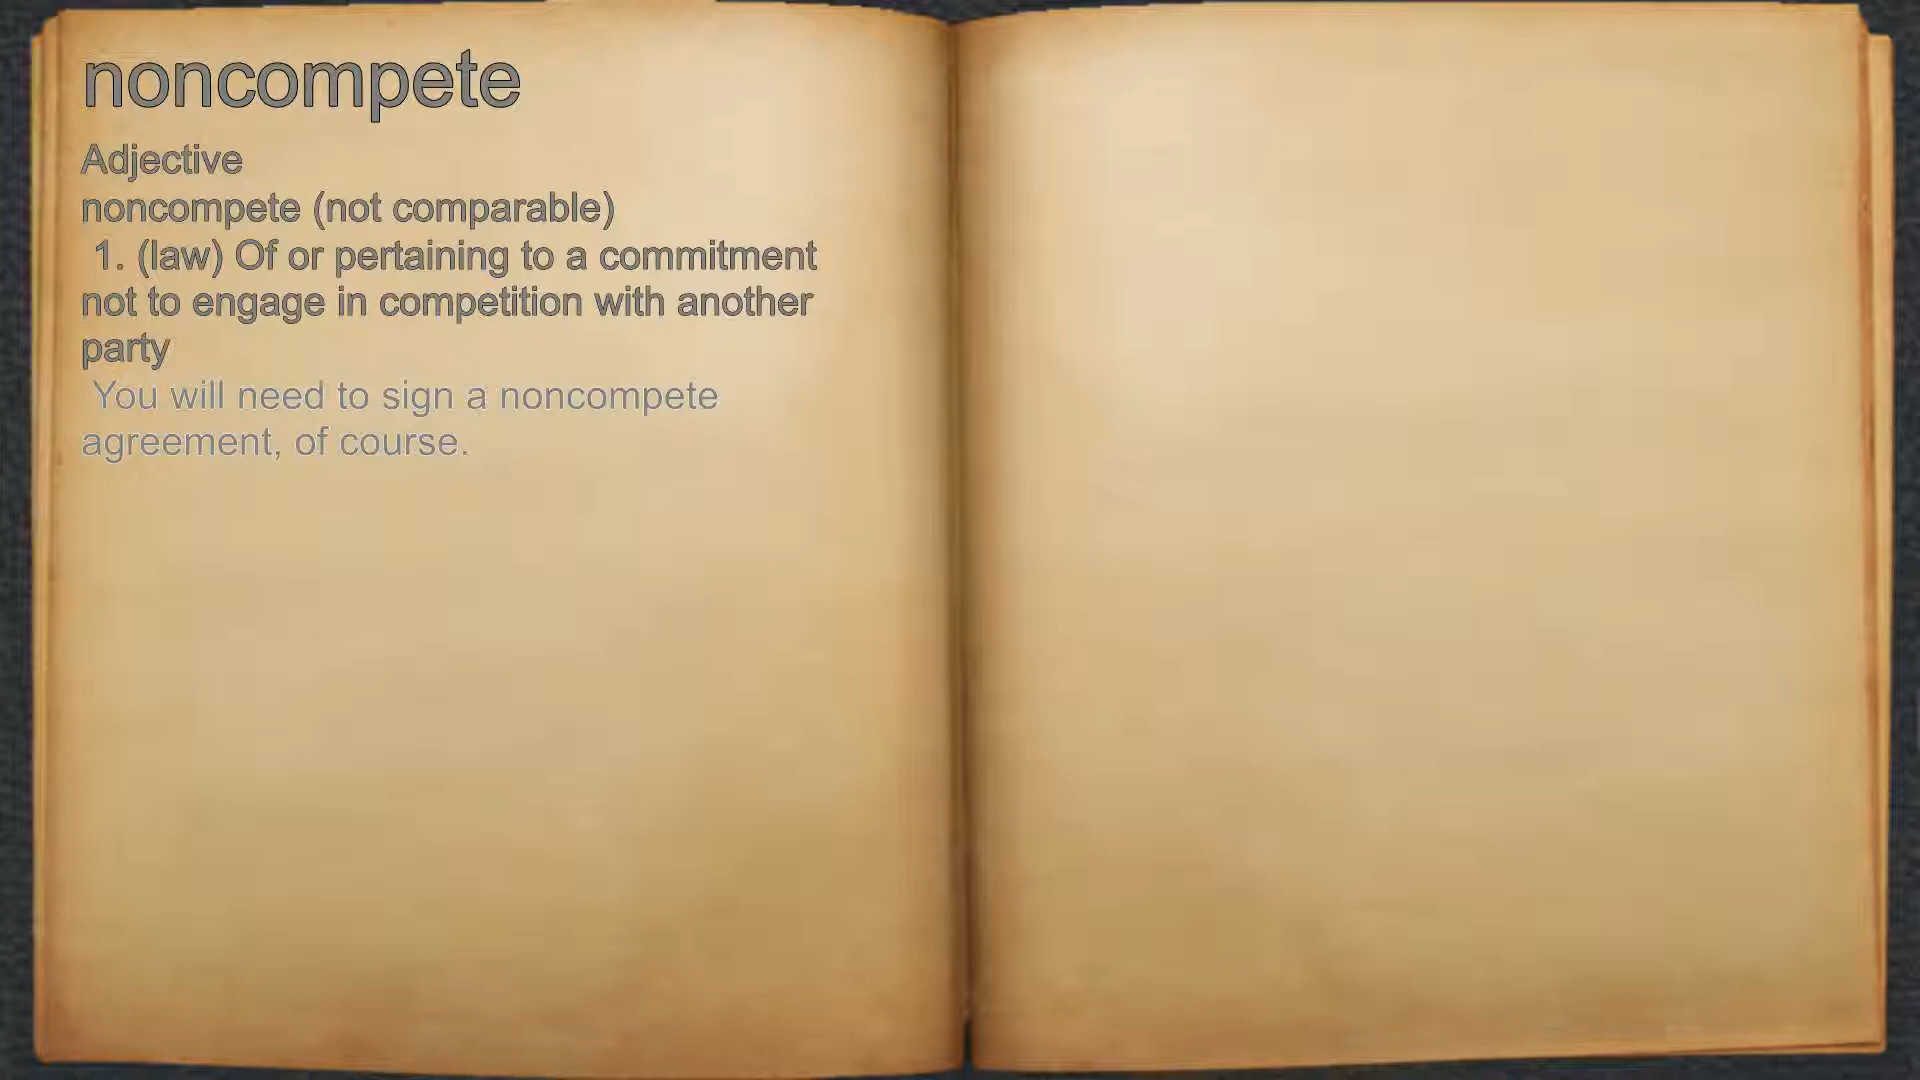 noncompete
Adjective
noncompete (not comparable)
1. (law) Of or pertaining to a commitment
not to engage in competition with another
party
You will need to sign a noncompete
agreement, of course.